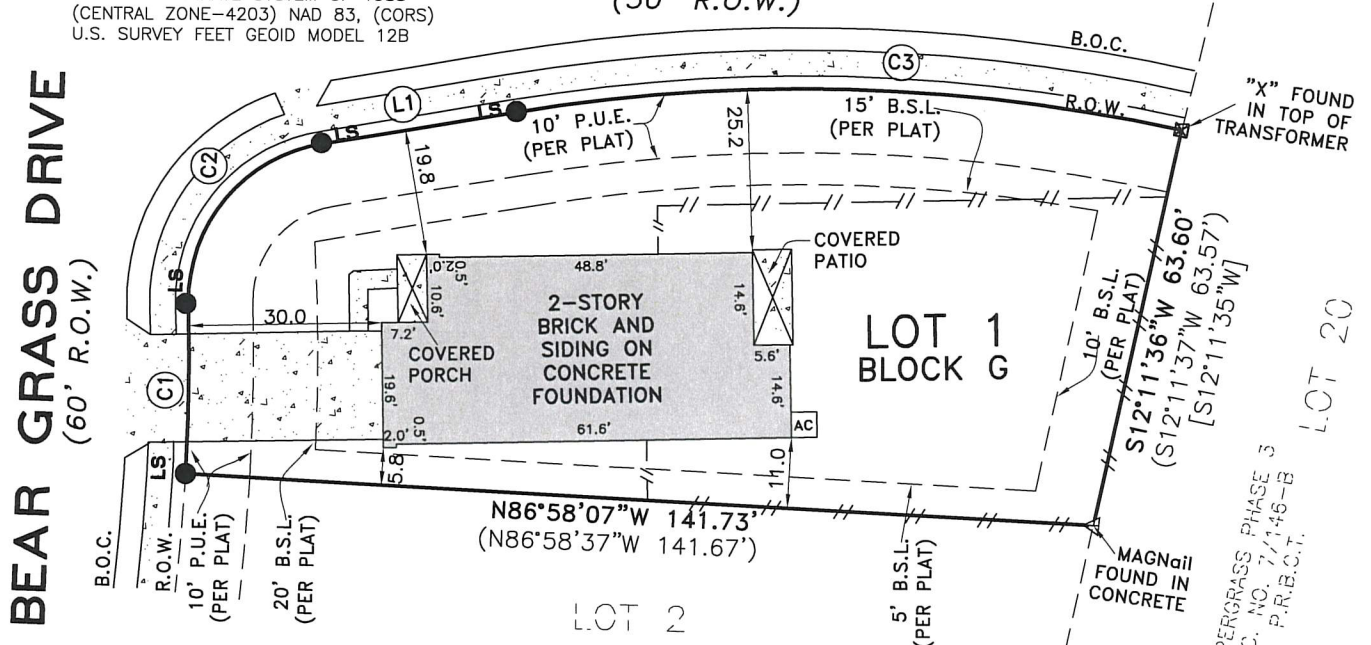 (CENTRAL ZONE-4203) NAD 83, (CORS)
U.S. SURVEY FEET GEOID MODEL 12B
(50' R.O.W.)
BEAR GRASS DRIVE
(60' R.O.W.)
B.O.C.
C3
R.O.W.
"X" FOUND
IN TOP OF
TRANSFORMER
L1
LS
LS
C2
10' P.U.E.
(PER PLAT)
15' B.S.L.
(PER PLAT)
25.2
19.8
LS
30.0
COVERED
PATIO
2.0'
0.5'
48.8'
10.6'
14.6'
2-STORY
BRICK AND
SIDING ON
CONCRETE
FOUNDATION
7.2'
COVERED
PORCH
5.6'
LOT 1
BLOCK G
10' B.S.L.
(PER PLAT)
S12°11'36"W 63.60'
(S12°11'37"W 63.57')
[S12°11'35"W]
LOT 20
C1
19.6'
14.6'
2.0'
0.5'
61.6'
AC
LS
5.8
11.0
N86°58'07"W 141.73'
(N86°58'37"W 141.67')
B.O.C.
R.O.W.
10' P.U.E.
(PER PLAT)
20' B.S.L.
(PER PLAT)
5' B.S.L.
(PER PLAT)
MAGNail
FOUND IN
CONCRETE
LOT 2
PERGRASS PHASE 3
C. NO. 7/146-B
P.R.B.C.T.